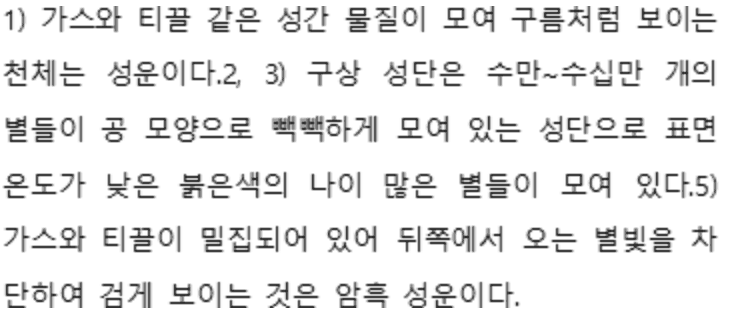 1) 가스와 티끌 같은 성간 물질이 모여 구름처럼 보이는
천체는 성운이다.2, 3) 구상 성단은 수만~수십만 개의
별들이 공 모양으로 빽빽하게 모여 있는 성단으로 표면
온도가 낮은 붉은색의 나이 많은 별들이 모여 있다.5)
가스와 티끌이 밀집되어 있어 뒤쪽에서 오는 별빛을 차
단하여 검게 보이는 것은 암흑 성운이다.